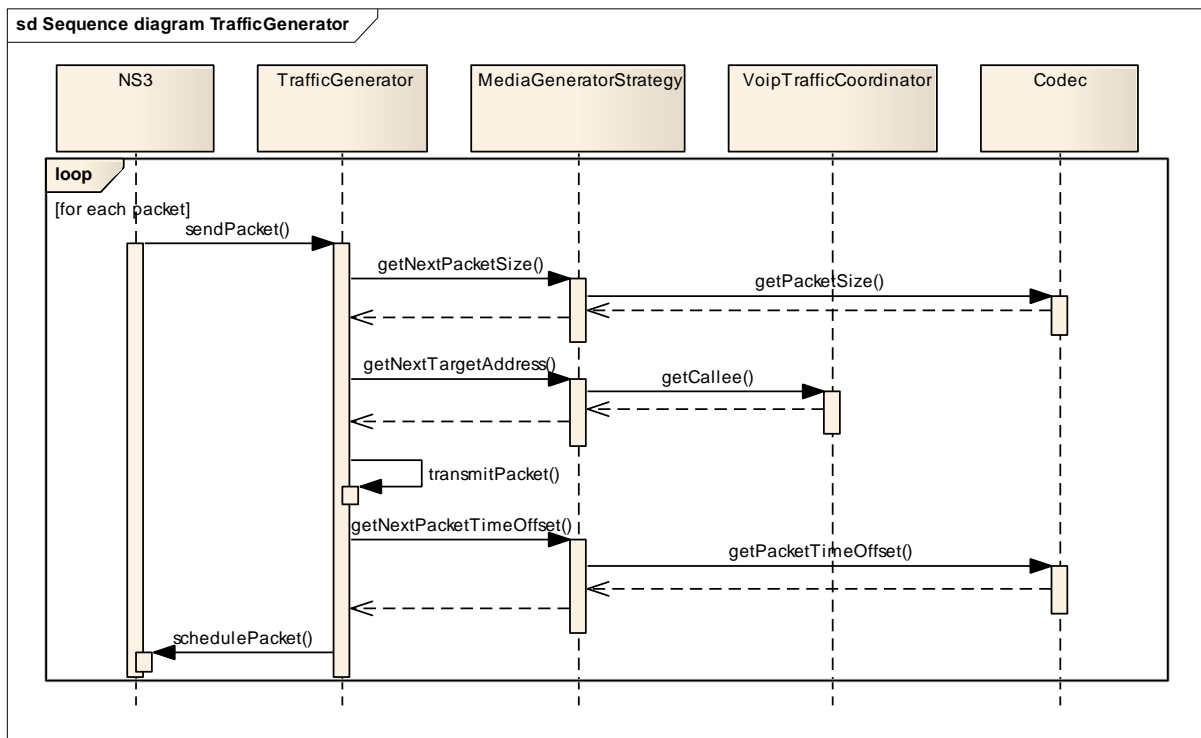 sd Sequence diagram TrafficGenerator
NS3
TrafficGenerator
MediaGeneratorStrategy
VoipTrafficCoordinator
Codec
loop
[for each packet]
sendPacket()
getNextPacketSize()
getPacketSize()
getNextTargetAddress()
getCallee()
transmitPacket()
getNextPacketTimeOffset()
getPacketTimeOffset()
schedulePacket()